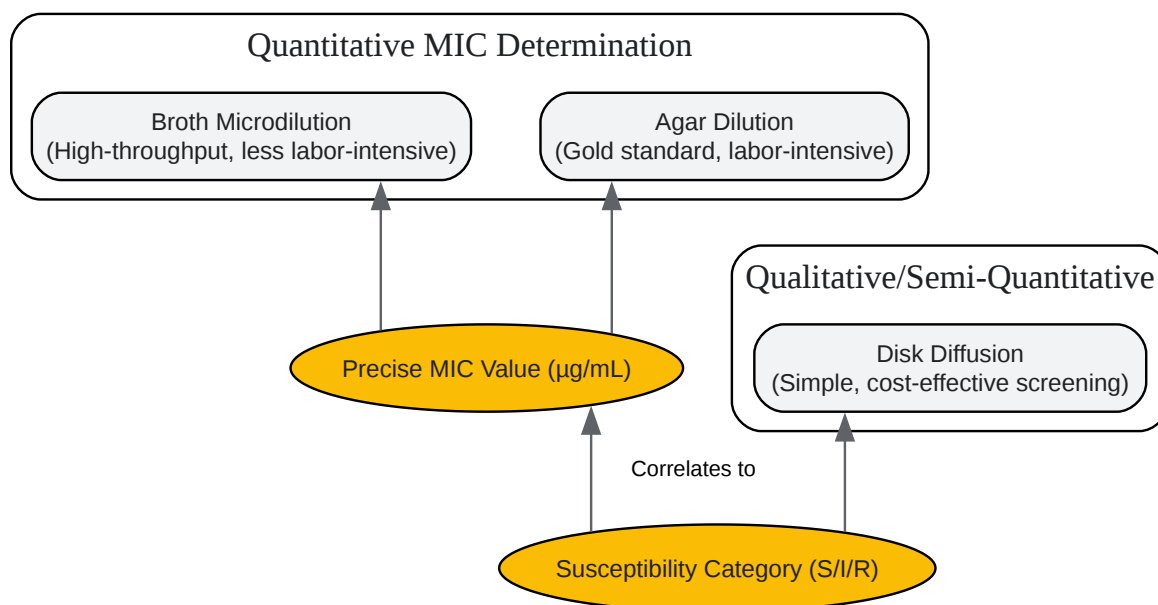 Quantitative MIC Determination
Broth Microdilution
(High-throughput, less labor-intensive)
Agar Dilution
(Gold standard, labor-intensive)
Qualitative/Semi-Quantitative
Disk Diffusion
(Simple, cost-effective screening)
Precise MIC Value (µg/mL)
Correlates to
Susceptibility Category (S/I/R)